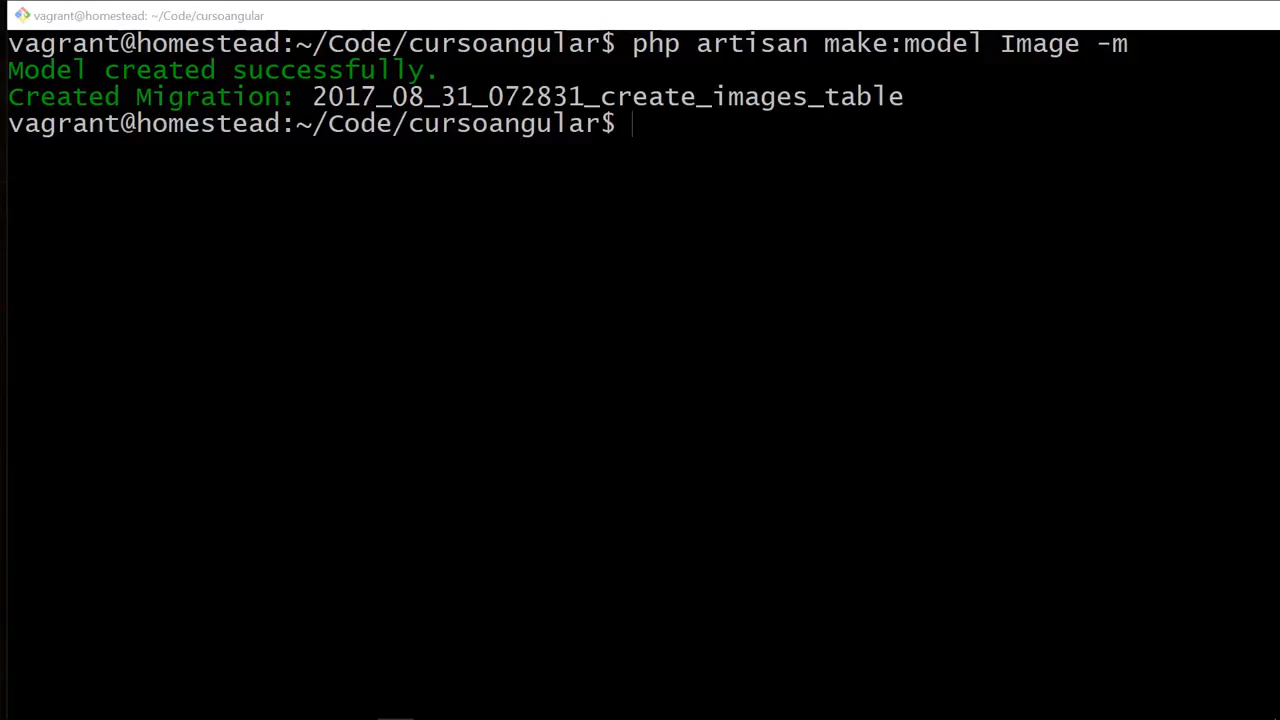 vagrant@homestead: ~/Code/cursoangular
vagrant@homestead:~/Code/cursoangular$ php artisan make:model Image -m
Model created successfully.
Created Migration: 2017_08_31_072831_create_images_table
vagrant@homestead:~/Code/cursoangular$